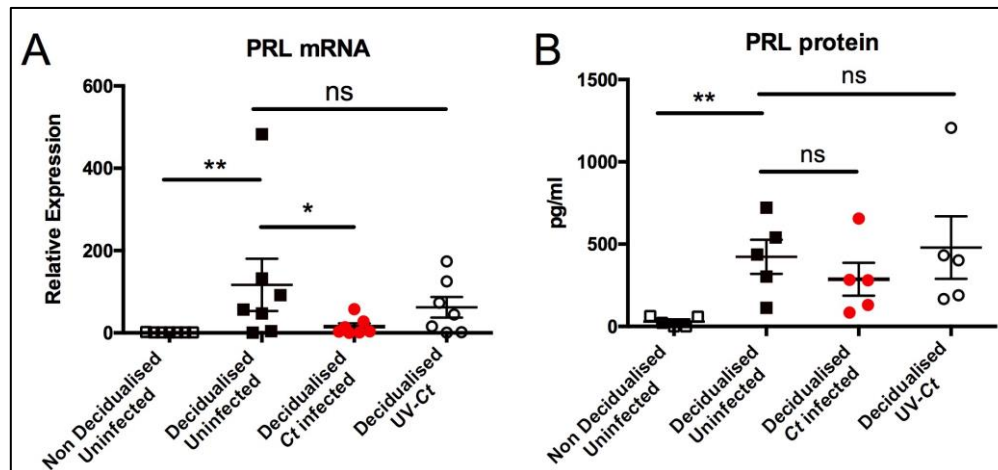 A
PRL mRNA
600
400
200
0
Relative Expression
**
*
ns
Non Decidualised
Uninfected
Decidualised
Uninfected
Decidualised
Ct infected
Decidualised
UV-Ct
B
PRL protein
1500
1000
500
0
pg/ml
**
ns
ns
Non Decidualised
Uninfected
Decidualised
Uninfected
Decidualised
Ct infected
Decidualised
UV-Ct